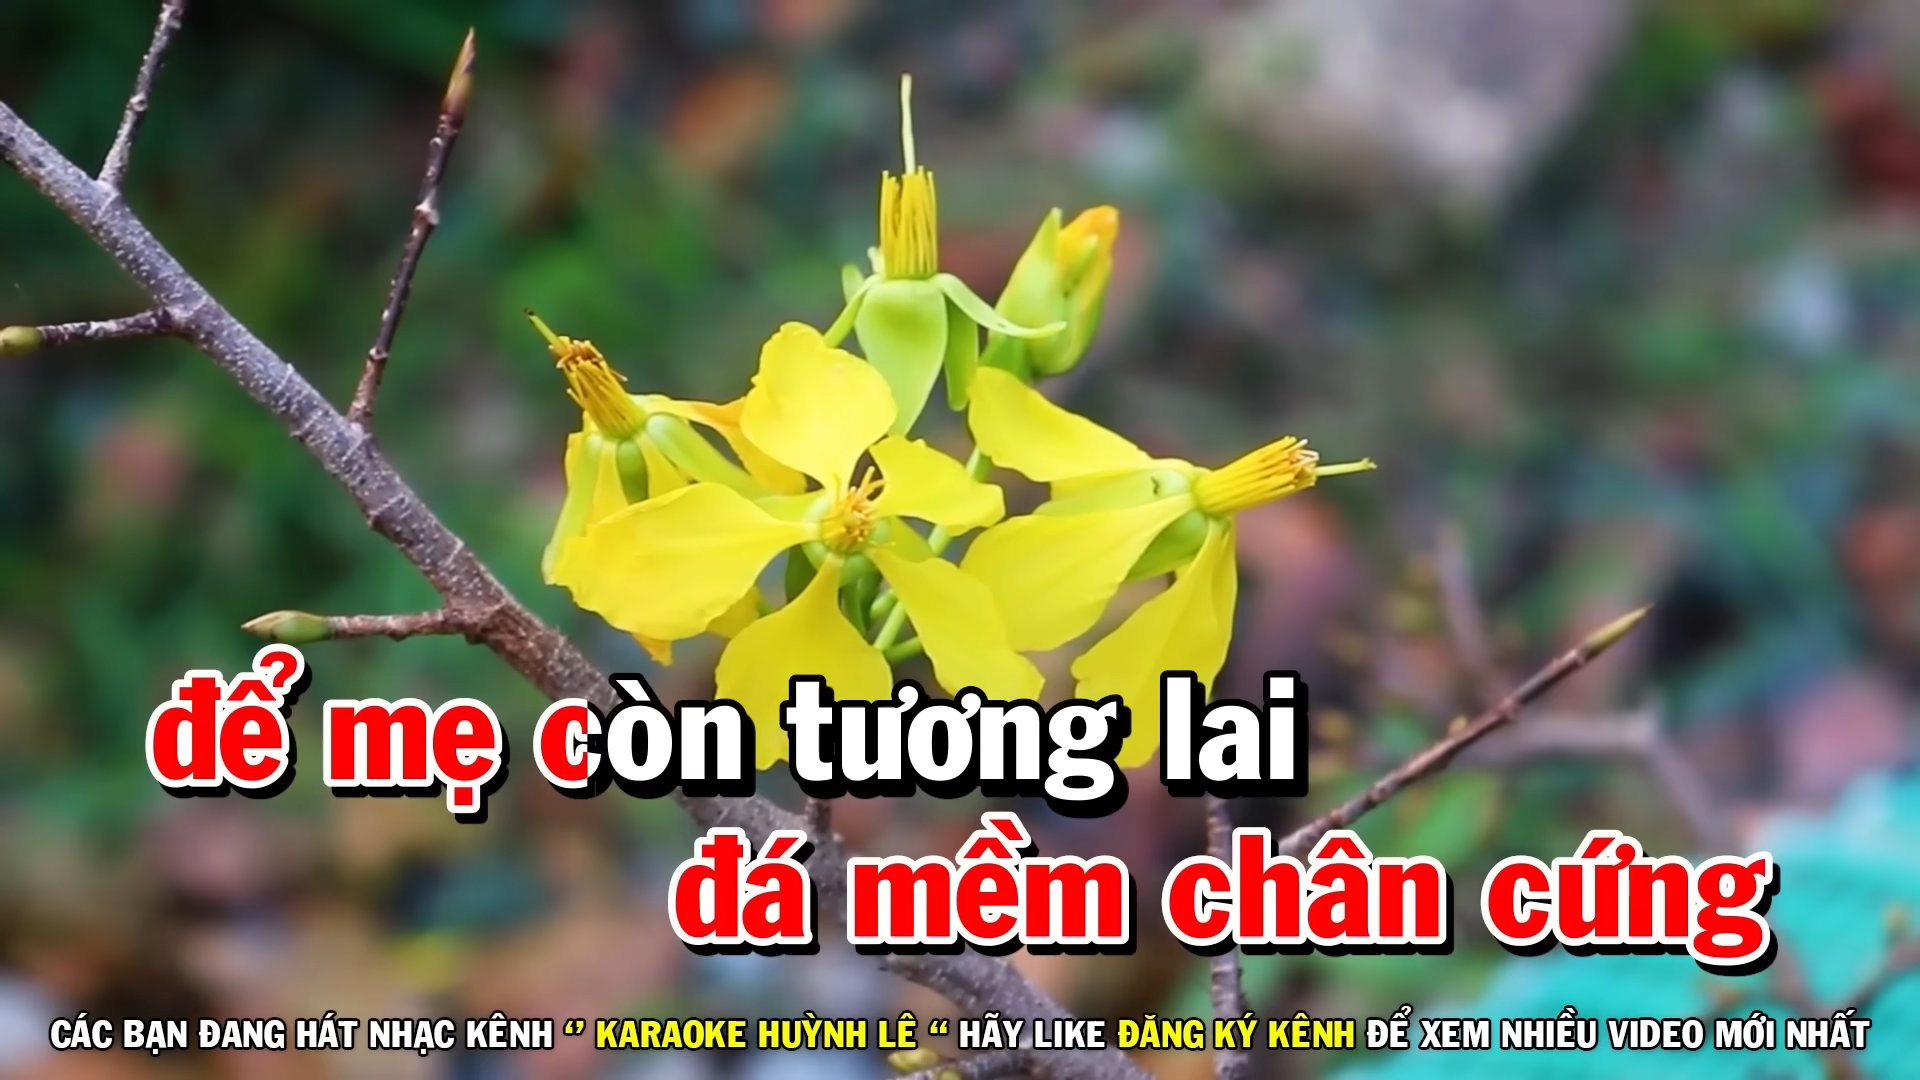 để mẹ còn tương lai
đá mềm chân cứng
CÁC BẠN ĐANG HÁT NHẠC KÊNH ‘’ KARAOKE HUỲNH LÊ “ HÃY LIKE ĐĂNG KÝ KÊNH ĐỂ XEM NHIỀU VIDEO MỚI NHẤT